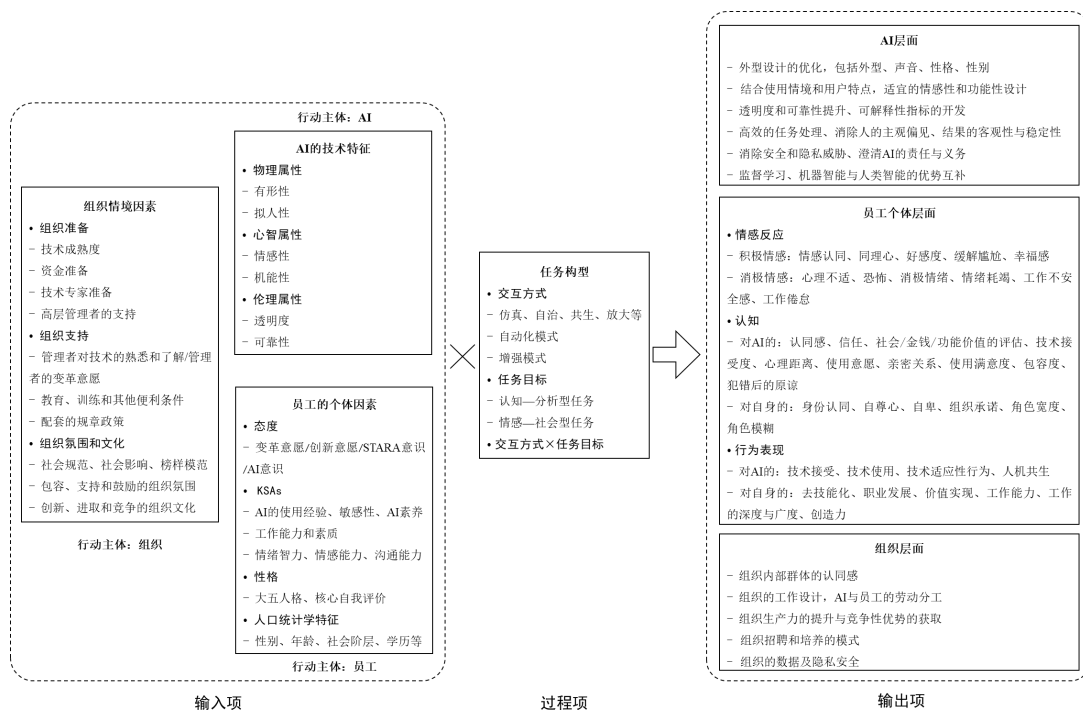 行动主体：AI
AI的技术特征
• 物理属性
− 有形性
− 拟人性
• 心智属性
− 情感性
− 机能性
• 伦理属性
− 透明度
− 可靠性
组织情境因素
• 组织准备
− 技术成熟度
− 资金准备
− 技术专家准备
− 高层管理者的支持
• 组织支持
− 管理者对技术的熟悉和了解/管理
者的变革意愿
− 教育、训练和其他便利条件
− 配套的规章政策
• 组织氛围和文化
− 社会规范、社会影响、榜样模范
− 包容、支持和鼓励的组织氛围
− 创新、进取和竞争的组织文化
行动主体：组织
员工的个体因素
• 态度
− 变革意愿/创新意愿/STARA意识
/AI意识
• KSAs
− AI的使用经验、敏感性、AI素养
− 工作能力和素质
− 情绪智力、情感能力、沟通能力
• 性格
− 大五人格、核心自我评价
• 人口统计学特征
− 性别、年龄、社会阶层、学历等
行动主体：员工
输入项
任务构型
• 交互方式
− 仿真、自治、共生、放大等
− 自动化模式
− 增强模式
• 任务目标
− 认知—分析型任务
− 情感—社会型任务
• 交互方式×任务目标
过程项
AI层面
− 外型设计的优化，包括外型、声音、性格、性别
− 结合使用情境和用户特点，适宜的情感性和功能性设计
− 透明度和可靠性提升、可解释性指标的开发
− 高效的任务处理、消除人的主观偏见、结果的客观性与稳定性
− 消除安全和隐私威胁、澄清AI的责任与义务
− 监督学习、机器智能与人类智能的优势互补
员工个体层面
• 情感反应
− 积极情感：情感认同、同理心、好感度、缓解尴尬、幸福感
− 消极情感：心理不适、恐怖、消极情绪、情绪耗竭、工作不安
全感、工作倦怠
• 认知
− 对AI的：认同感、信任、社会/金钱/功能价值的评估、技术接
受度、心理距离、使用意愿、亲密关系、使用满意度、包容度、
犯错后的原谅
− 对自身的：身份认同、自尊心、自卑、组织承诺、角色宽度、
角色模糊
• 行为表现
− 对AI的：技术接受、技术使用、技术适应性行为、人机共生
− 对自身的：去技能化、职业发展、价值实现、工作能力、工作
的深度与广度、创造力
组织层面
− 组织内部群体的认同感
− 组织的工作设计，AI与员工的劳动分工
− 组织生产力的提升与竞争性优势的获取
− 组织招聘和培养的模式
− 组织的数据及隐私安全
输出项